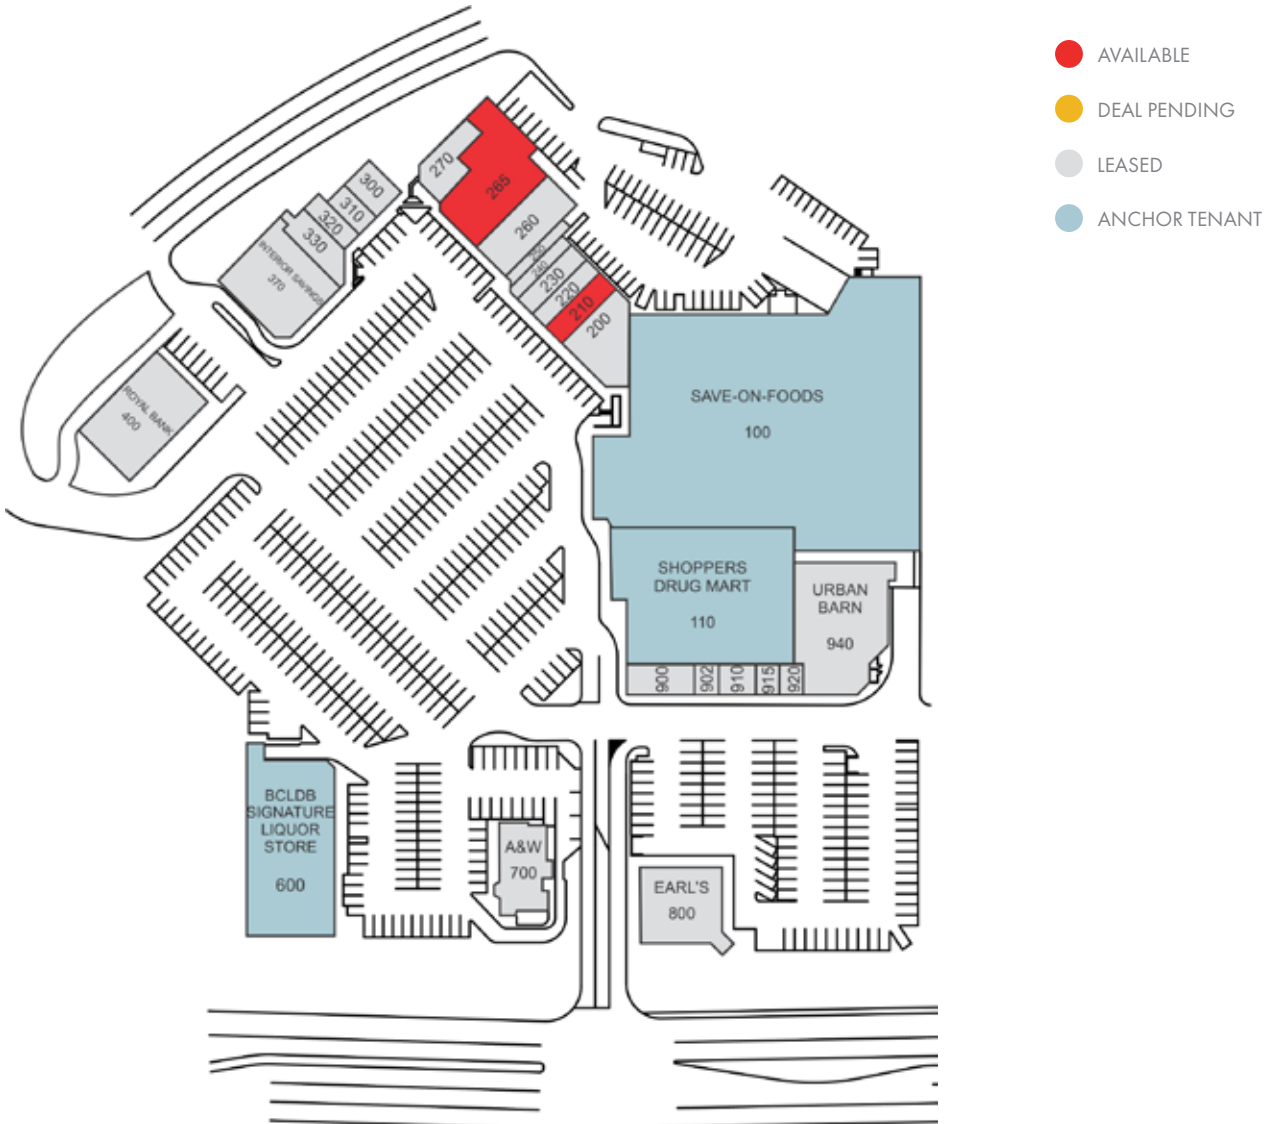 AVAILABLE
DEAL PENDING
LEASED
ANCHOR TENANT
270
265
300
310
320
330
INTERIOR SAVINGS
370
260
250
240
230
220
210
200
ROYAL BANK
400
SAVE-ON-FOODS
100
SHOPPERS
DRUG MART
110
URBAN
BARN
940
900
902
910
915
920
BCLDB
SIGNATURE
LIQUOR
STORE
600
A&W
700
EARL'S
800